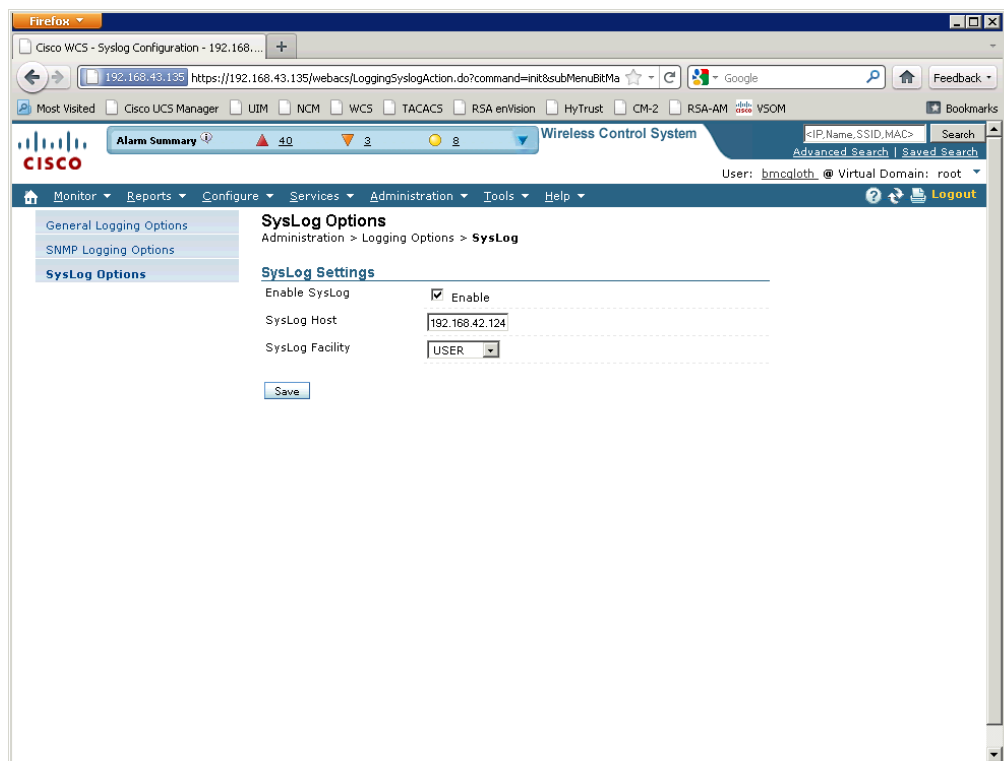 Firefox
Cisco WCS - Syslog Configuration - 192.168....
192.168.43.135 https://192.168.43.135/webacs/LoggingSyslogAction.do?command=init&subMenuBitMa
Google
Feedback
Most Visited Cisco UCS Manager UIM NCM WCS TACACS RSA enVision HyTrust CM-2 RSA-AM VSOM Bookmarks
CISCO
Alarm Summary 40 3 8
Wireless Control System
<IP,Name,SSID,MAC> Search
Advanced Search | Saved Search
User: bmcgloth @ Virtual Domain: root
Monitor Reports Configure Services Administration Tools Help Logout
General Logging Options
SNMP Logging Options
SysLog Options
SysLog Options
Administration > Logging Options > SysLog
SysLog Settings
Enable SysLog Enable
SysLog Host 192.168.42.124
SysLog Facility USER
Save